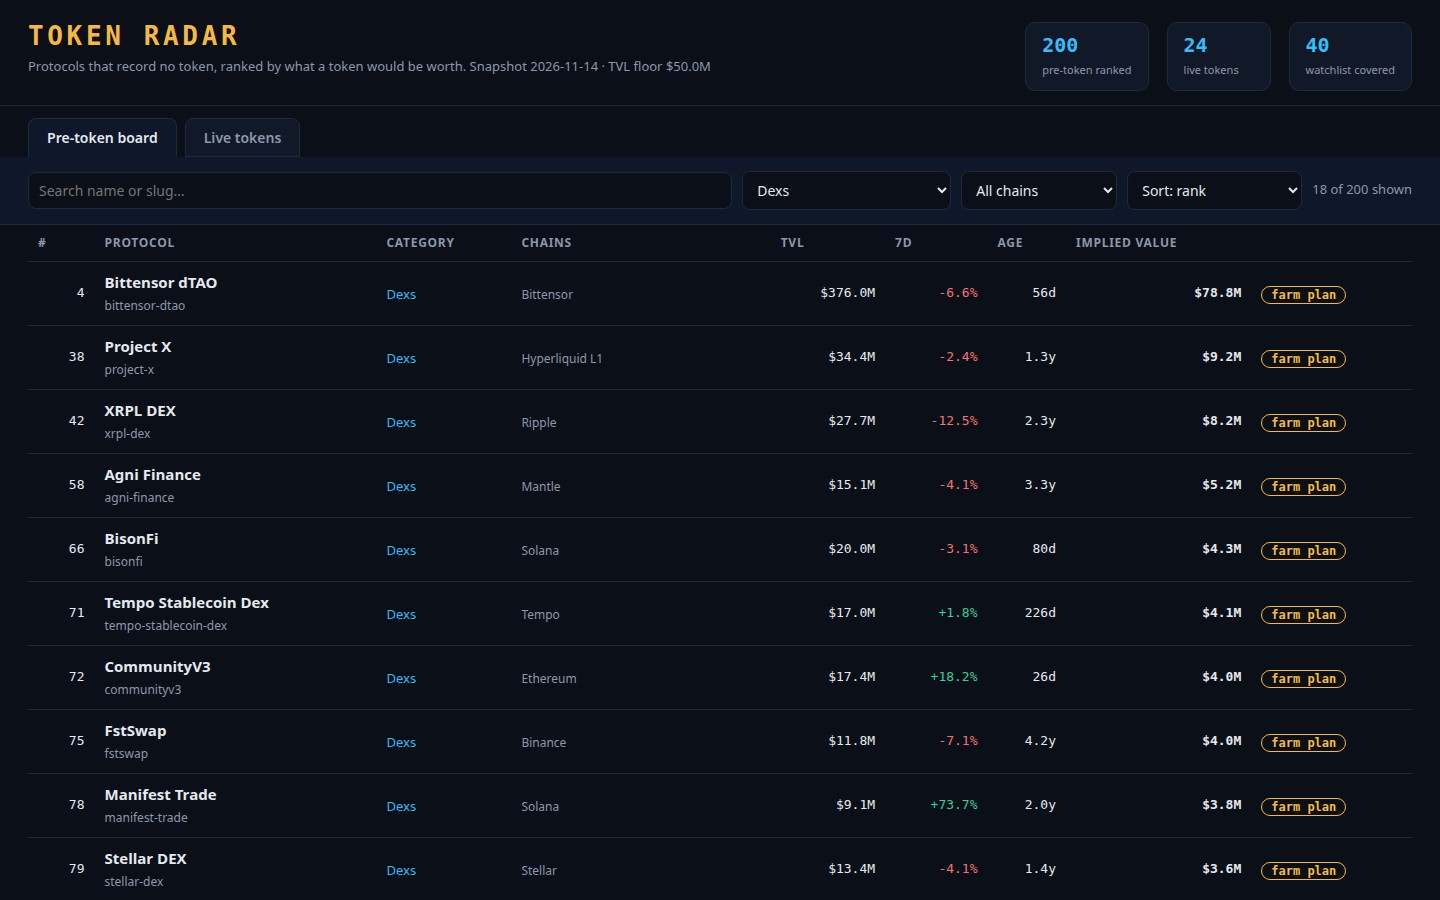 TOKEN RADAR
Protocols that record no token, ranked by what a token would be worth. Snapshot 2026-11-14 · TVL floor $50.0M
200
pre-token ranked
24
live tokens
40
watchlist covered
Pre-token board
Live tokens
Search name or slug...
Dexs
All chains
Sort: rank
18 of 200 shown
# PROTOCOL CATEGORY CHAINS TVL 7D AGE IMPLIED VALUE
4 Bittensor dTAO Dexs Bittensor $376.0M -6.6% 56d $78.8M farm plan
bittensor-dtao
38 Project X Dexs Hyperliquid L1 $34.4M -2.4% 1.3y $9.2M farm plan
project-x
42 XRPL DEX Dexs Ripple $27.7M -12.5% 2.3y $8.2M farm plan
xrpl-dex
58 Agni Finance Dexs Mantle $15.1M -4.1% 3.3y $5.2M farm plan
agni-finance
66 BisonFi Dexs Solana $20.0M -3.1% 80d $4.3M farm plan
bisonfi
71 Tempo Stablecoin Dex Dexs Tempo $17.0M +1.8% 226d $4.1M farm plan
tempo-stablecoin-dex
72 CommunityV3 Dexs Ethereum $17.4M +18.2% 26d $4.0M farm plan
communityv3
75 FstSwap Dexs Binance $11.8M -7.1% 4.2y $4.0M farm plan
fstswap
78 Manifest Trade Dexs Solana $9.1M +73.7% 2.0y $3.8M farm plan
manifest-trade
79 Stellar DEX Dexs Stellar $13.4M -4.1% 1.4y $3.6M farm plan
stellar-dex